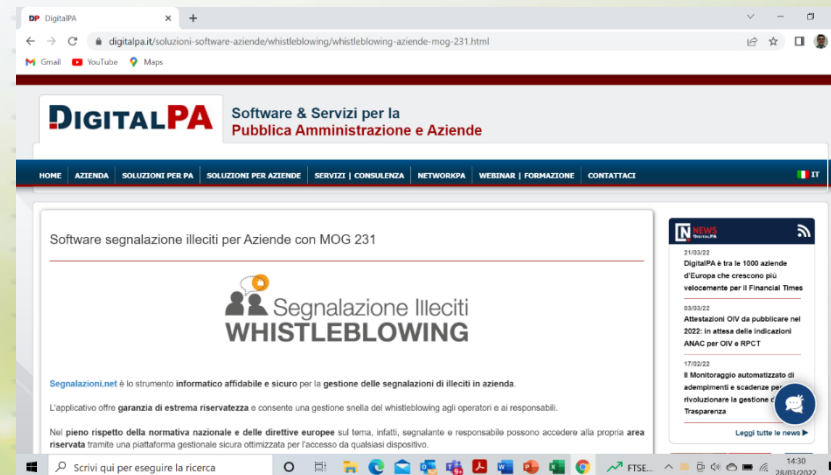 DP DigitalPA
digitalpa.it/soluzioni-software-aziende/whistleblowing/whistleblowing-aziende-mog-231.html
Gmail YouTube Maps
DIGITALPA
Software & Servizi per la
Pubblica Amministrazione e Aziende
HOME AZIENDA SOLUZIONI PER PA SOLUZIONI PER AZIENDE SERVIZI | CONSULENZA NETWORKPA WEBINAR | FORMAZIONE CONTATTACI IT
Software segnalazione illeciti per Aziende con MOG 231
Segnalazione Illeciti
WHISTLEBLOWING
Segnalazioni.net è lo strumento informatico affidabile e sicuro per la gestione delle segnalazioni di illeciti in azienda.
L'applicativo offre garanzia di estrema riservatezza e consente una gestione snella del whistleblowing agli operatori e ai responsabili.
Nel pieno rispetto della normativa nazionale e delle direttive europee sul tema, infatti, segnalante e responsabile possono accedere alla propria area
riservata tramite una piattaforma gestionale sicura ottimizzata per l'accesso da qualsiasi dispositivo.
N NEWS
DIGITALPA
21/03/22
DigitalPA è tra le 1000 aziende
d'Europa che crescono più
velocemente per il Financial Times
03/03/22
Attestazioni OIV da pubblicare nel
2022: in attesa delle indicazioni
ANAC per OIV e RPCT
17/02/22
Il Monitoraggio automatizzato di
adempimenti e scadenze per
rivoluzionare la gestione
Trasparenza
Leggi tutte le news
Scrivi qui per eseguire la ricerca
FTSE...
14:30
28/03/2022